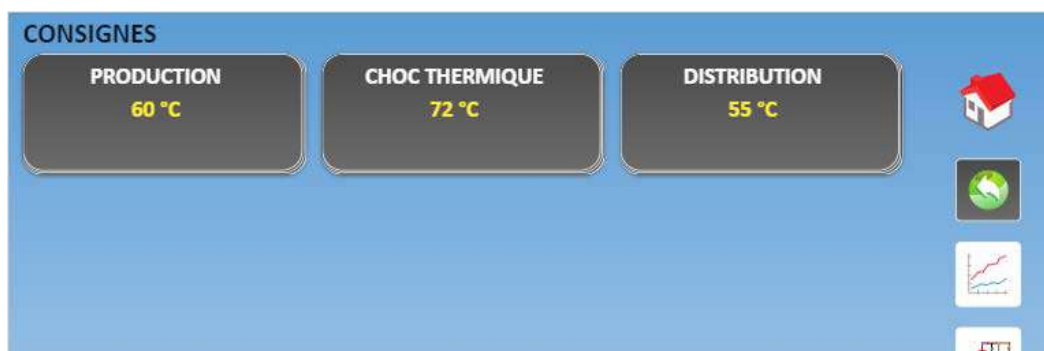 CONSIGNES
PRODUCTION
60 °C
CHOC THERMIQUE
72 °C
DISTRIBUTION
55 °C